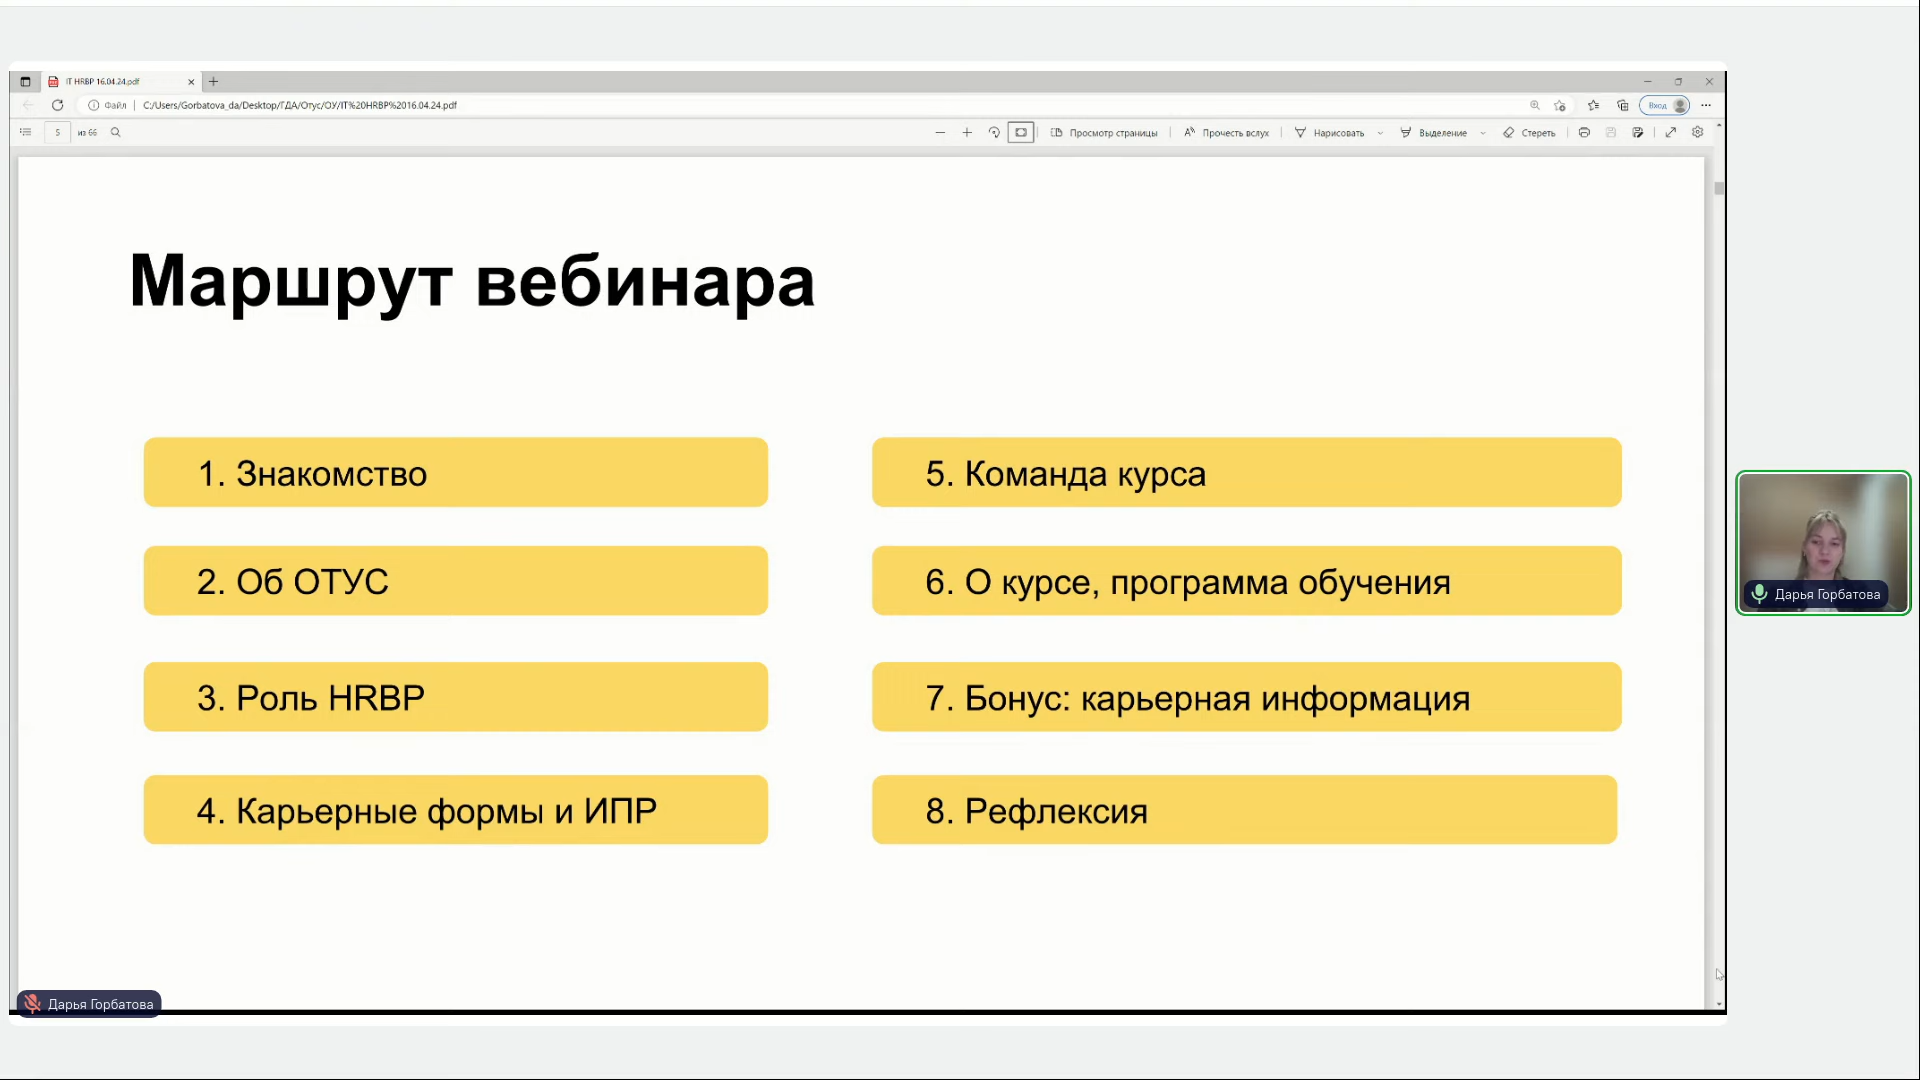 IT HRBP 16.04.24.pdf
Файл
C:/Users/Gorbatova_da/Desktop/ГДА/Отус/ОУ/IT%20HRBP%2016.04.24.pdf
Вход
5 из 66
Просмотр страницы
Прочесть вслух
Нарисовать
Выделение
Стереть
Маршрут вебинара
1. Знакомство
2. Об ОТУС
3. Роль HRBP
4. Карьерные формы и ИПР
5. Команда курса
6. О курсе, программа обучения
7. Бонус: карьерная информация
8. Рефлексия
Дарья Горбатова
Дарья Горбатова